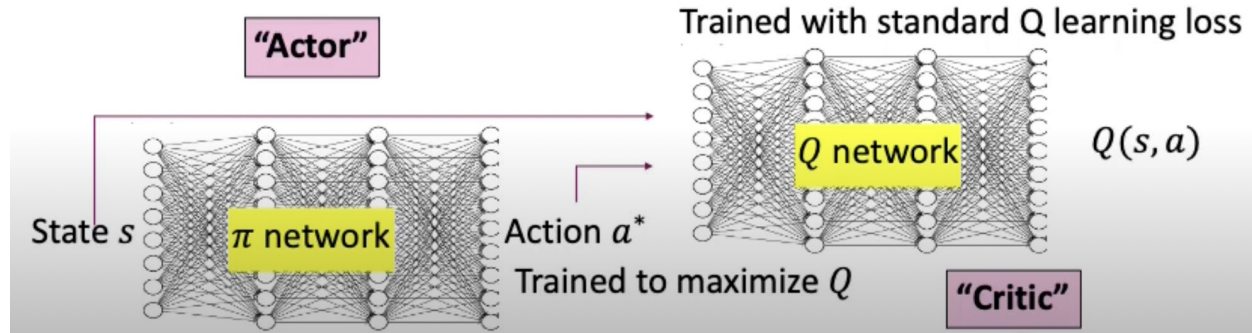 Trained with standard Q learning loss
“Actor”
Q network
Q(s, a)
State s
π network
Action a*
Trained to maximize Q
“Critic”